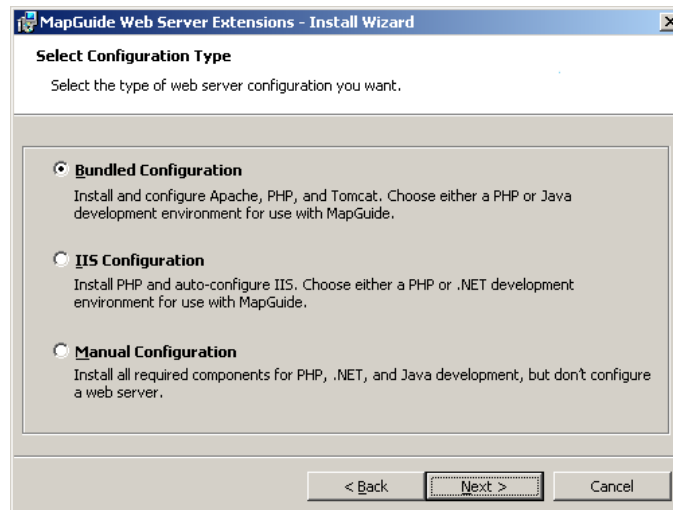 MapGuide Web Server Extensions - Install Wizard
Select Configuration Type
Select the type of web server configuration you want.
Bundled Configuration
Install and configure Apache, PHP, and Tomcat. Choose either a PHP or Java
development environment for use with MapGuide.
IIS Configuration
Install PHP and auto-configure IIS. Choose either a PHP or .NET development
environment for use with MapGuide.
Manual Configuration
Install all required components for PHP, .NET, and Java development, but don't configure
a web server.
< Back Next > Cancel